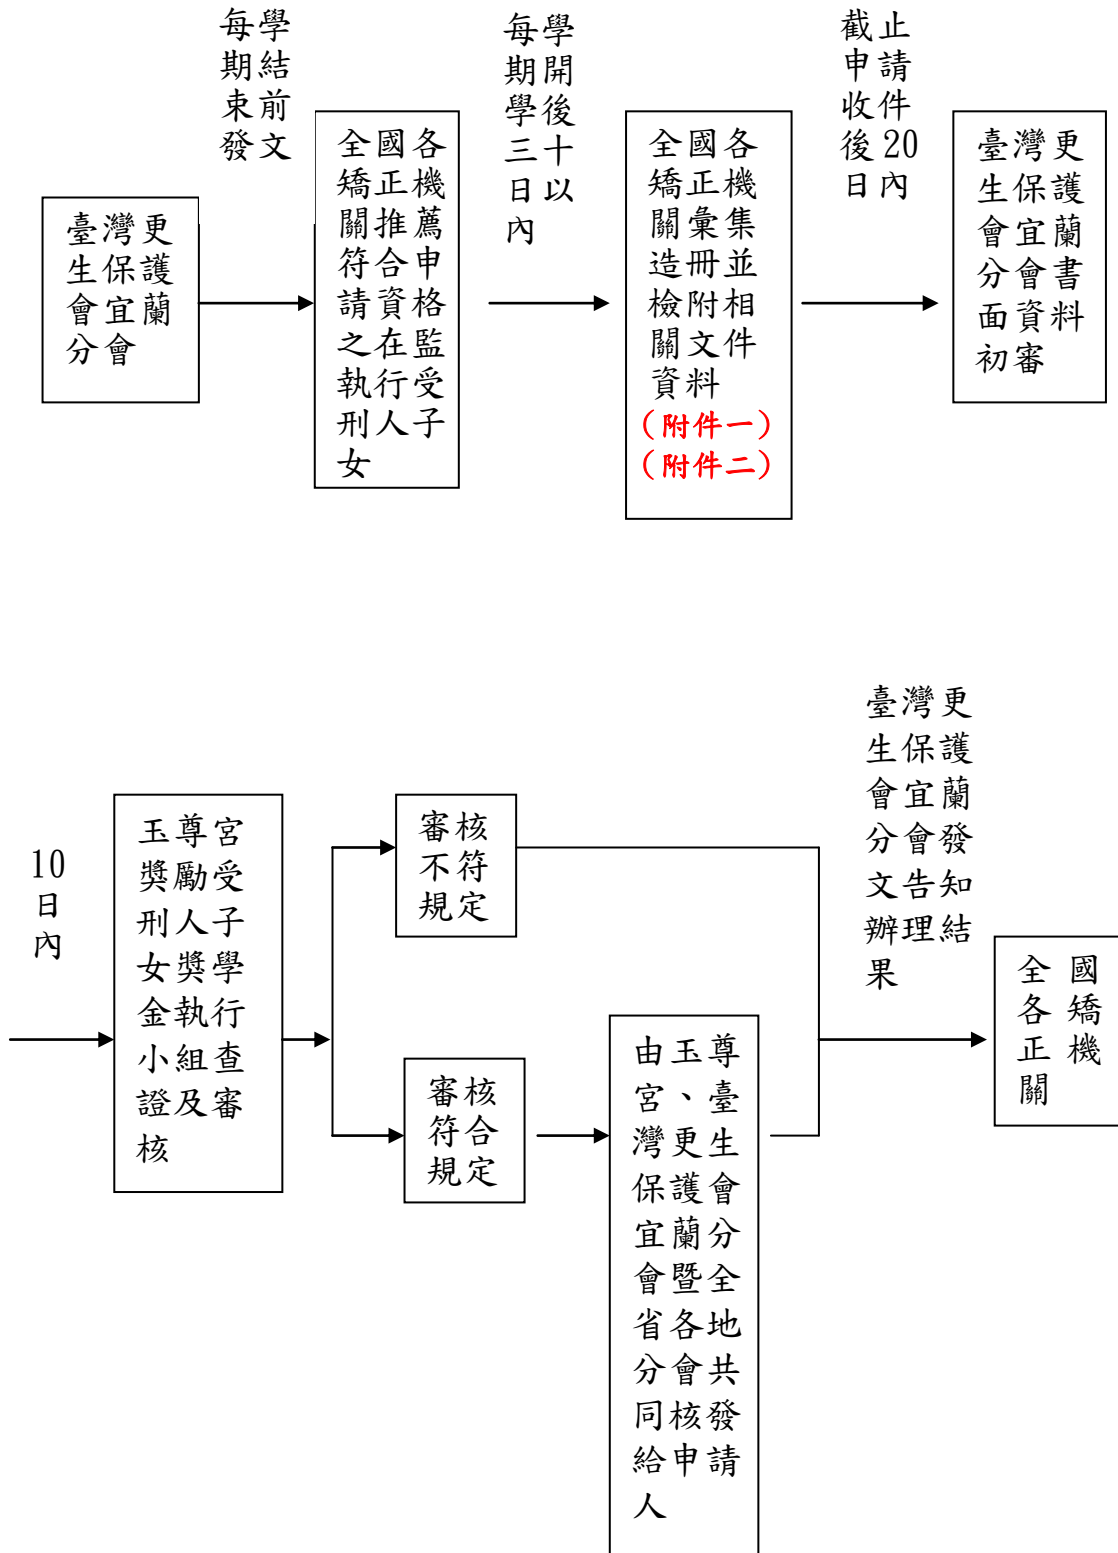 每學
期結
束前
發文
每學
期開
學後
三十
日以
內
截止
申請
收件
後20
日內
臺灣更
生保護
會宜蘭
分會
全國各
矯正機
關推薦
符合申
請資格
之在監
執行受
刑人子
女
全國各
矯正機
關彙集
造冊並
檢附相
關文件
資料
(附件一)
(附件二)
臺灣更
生保護
會宜蘭
分會書
面資料
初審
10
日
內
玉尊宮
獎勵受
刑人子
女獎學
金執行
小組查
證及審
核
審核
不符
規定
審核
符合
規定
由玉尊
宮、臺
灣更生
保護會
宜蘭分
會暨全
省各地
分會共
同核發
給申請
人
臺灣更
生保護
會宜蘭
分會發
文告知
辦理結
果
全國
各矯
正機
關